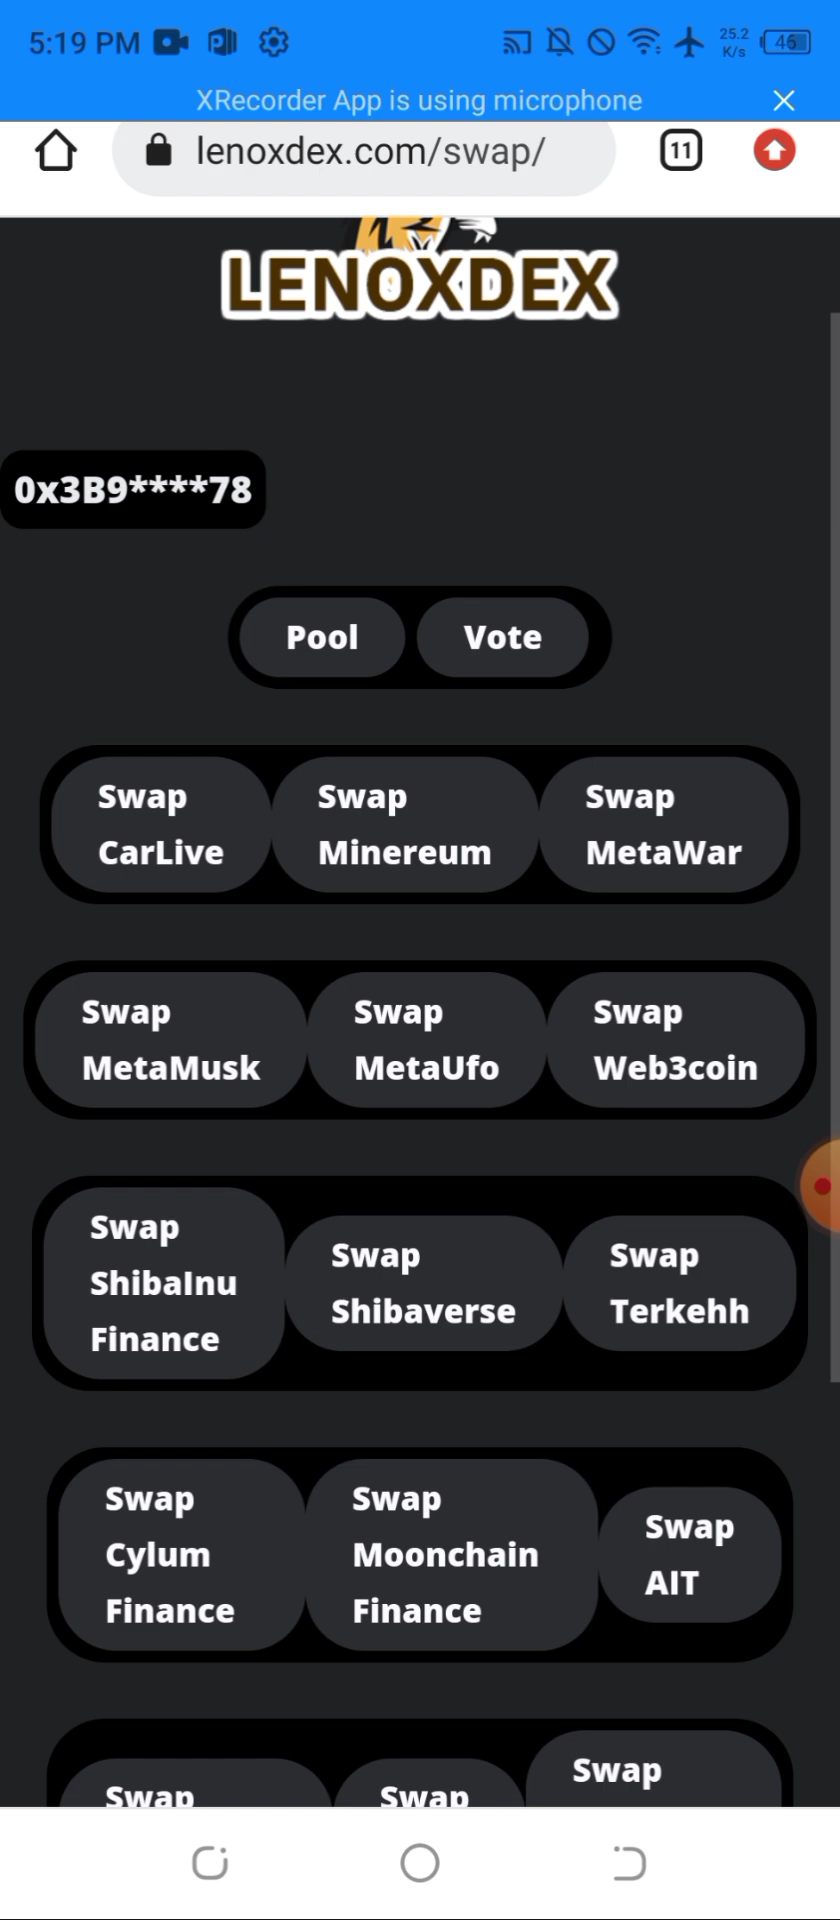 5:19 PM
25.2
K/s
46
XRecorder App is using microphone
lenoxdex.com/swap/
11
LENOXDEX
0x3B9****78
Pool
Vote
Swap
CarLive
Swap
Minereum
Swap
MetaWar
Swap
MetaMusk
Swap
MetaUfo
Swap
Web3coin
Swap
ShibaInu
Finance
Swap
Shibaverse
Swap
Terkehh
Swap
Cylum
Finance
Swap
Moonchain
Finance
Swap
AIT
Swap
Swap
Swap